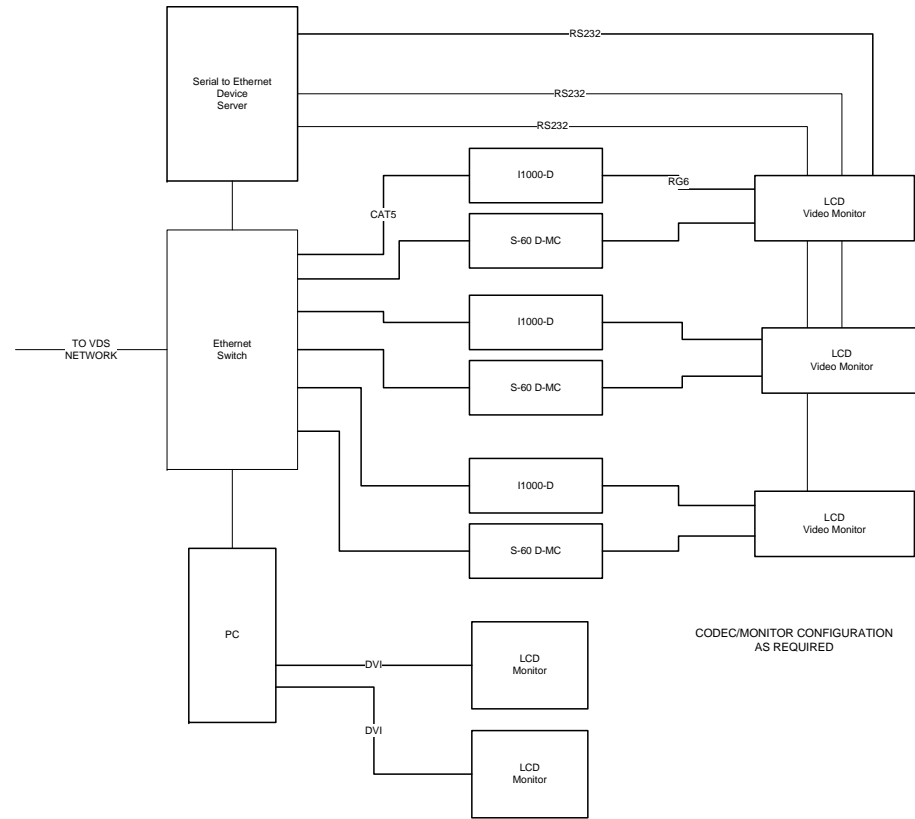 RS232
Serial to Ethernet
Device
Server
RS232
RS232
I1000-D
RG6
LCD
Video Monitor
CAT5
S-60 D-MC
I1000-D
TO VDS
NETWORK
Ethernet
Switch
LCD
Video Monitor
S-60 D-MC
I1000-D
LCD
Video Monitor
S-60 D-MC
PC
CODEC/MONITOR CONFIGURATION
AS REQUIRED
DVI
LCD
Monitor
DVI
LCD
Monitor